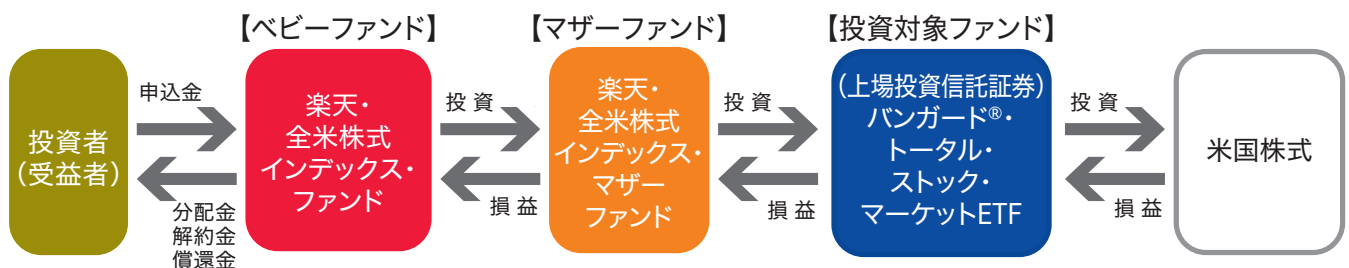 【ベビーファンド】
【マザーファンド】
【投資対象ファンド】
投資者
（受益者）
申込金
分配金
解約金
償還金
楽天・
全米株式
インデックス・
ファンド
投 資
損 益
楽天・
全米株式
インデックス・
マザー
ファンド
投 資
損 益
（上場投資信託証券）
バンガード®・
トータル・
ストック・
マーケットETF
投 資
損 益
米国株式